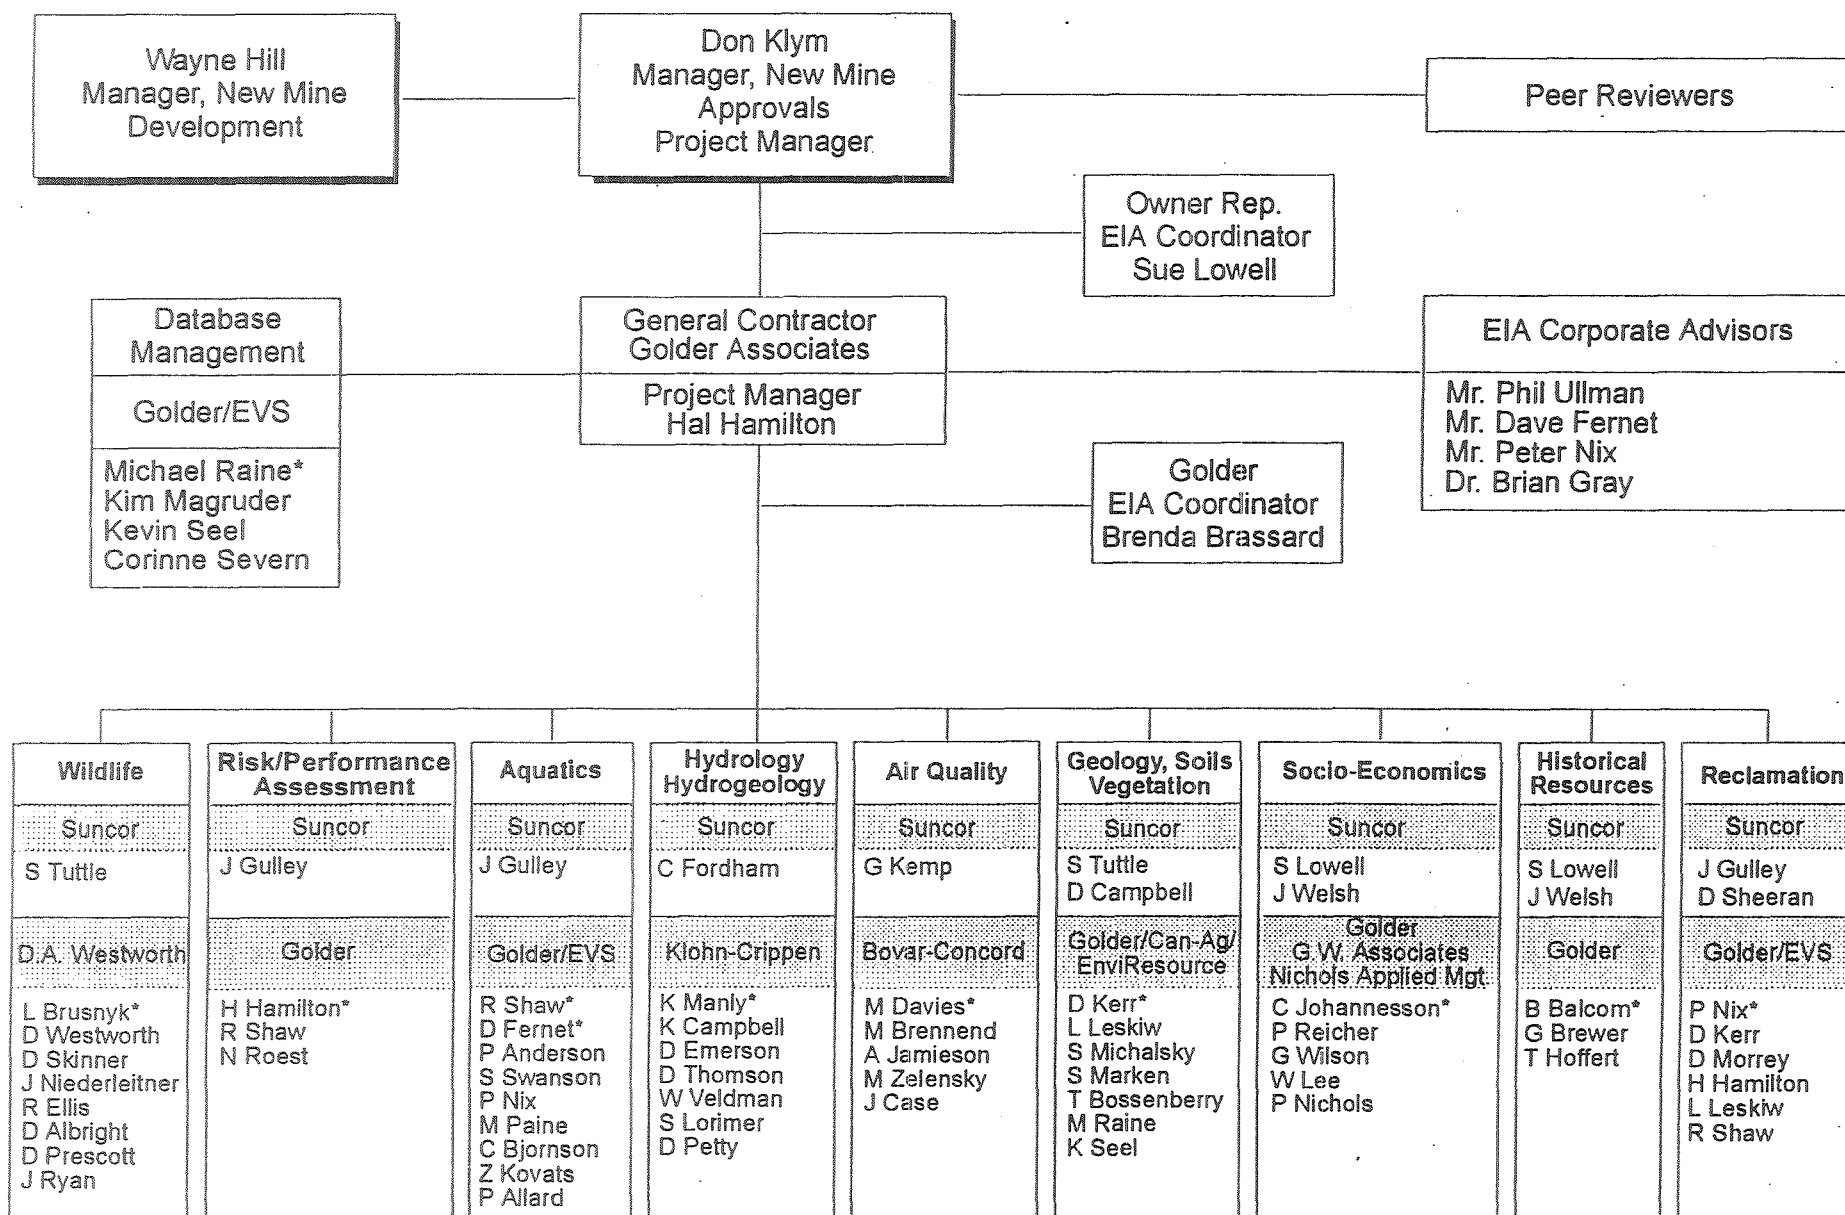 Wayne Hill
Manager, New Mine
Development
Don Klym
Manager, New Mine
Approvals
Project Manager
Peer Reviewers
Owner Rep.
EIA Coordinator
Sue Lowell
Database
Management
Golder/EVS
Michael Raine*
Kim Magruder
Kevin Seel
Corinne Severn
General Contractor
Golder Associates
Project Manager
Hal Hamilton
EIA Corporate Advisors
Mr. Phil Ullman
Mr. Dave Fernet
Mr. Peter Nix
Dr. Brian Gray
Golder
EIA Coordinator
Brenda Brassard
Wildlife
Suncor
S Tuttle
D.A. Westworth
L Brusnyk*
D Westworth
D Skinner
J Niederleitner
R Ellis
D Albright
D Prescott
J Ryan
Risk/Performance
Assessment
Suncor
J Gulley
Golder
H Hamilton*
R Shaw
N Roest
Aquatics
Suncor
J Gulley
Golder/EVS
R Shaw*
D Fernet*
P Anderson
S Swanson
P Nix
M Paine
C Bjornson
Z Kovats
P Allard
Hydrology
Hydrogeology
Suncor
C Fordham
Klohn-Crippen
K Manly*
K Campbell
D Emerson
D Thomson
W Veldman
S Lorimer
D Petty
Air Quality
Suncor
G Kemp
Bovar-Concord
M Davies*
M Brennend
A Jamieson
M Zelensky
J Case
Geology, Soils
Vegetation
Suncor
S Tuttle
D Campbell
Golder/Can-Ag/
EnviResource
D Kerr*
L Leskiw
S Michalsky
S Marken
T Bossenberry
M Raine
K Seel
Socio-Economics
Suncor
S Lowell
J Welsh
Golder
G.W. Associates
Nichols Applied Mgt
C Johannesson*
P Reicher
G Wilson
W Lee
P Nichols
Historical
Resources
Suncor
S Lowell
J Welsh
Golder
B Balcom*
G Brewer
T Hoffert
Reclamation
Suncor
J Gulley
D Sheeran
Golder/EVS
P Nix*
D Kerr
D Morrey
H Hamilton
L Leskiw
R Shaw